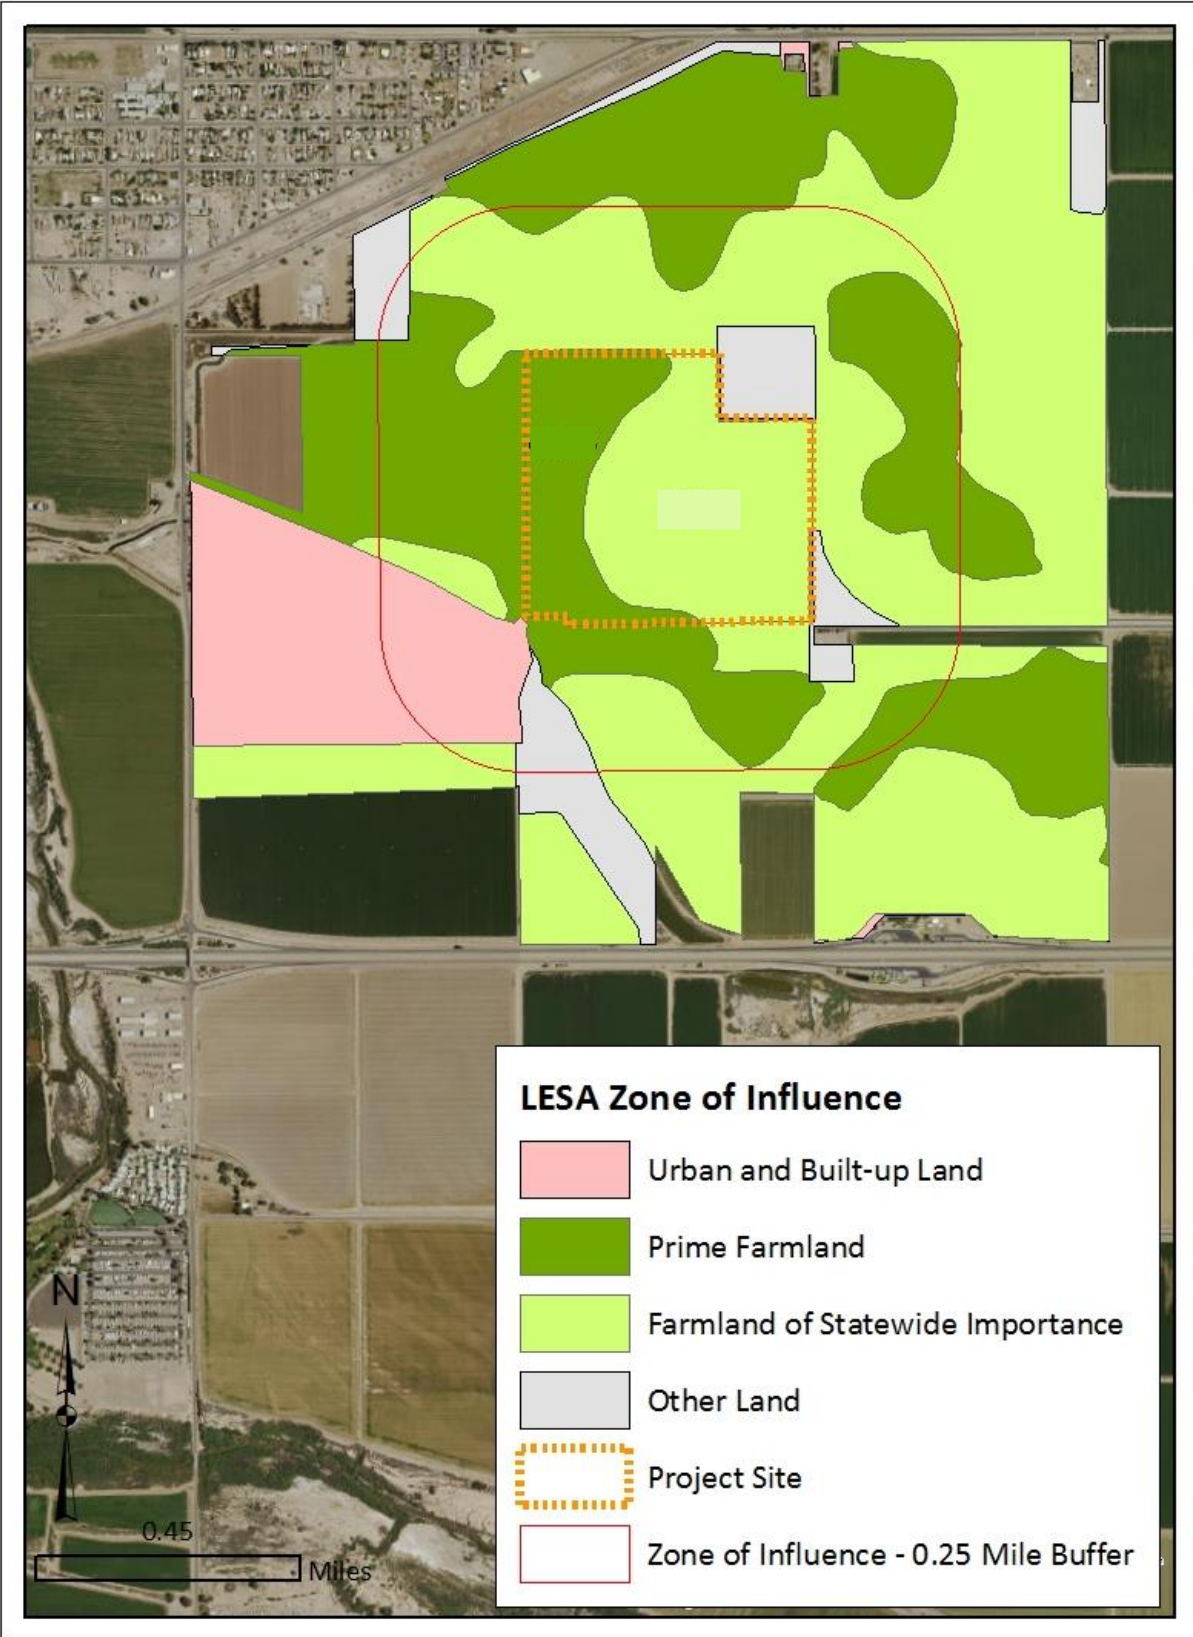 LESA Zone of Influence
Urban and Built-up Land
Prime Farmland
Farmland of Statewide Importance
Other Land
Project Site
Zone of Influence - 0.25 Mile Buffer
N
0.45
Miles